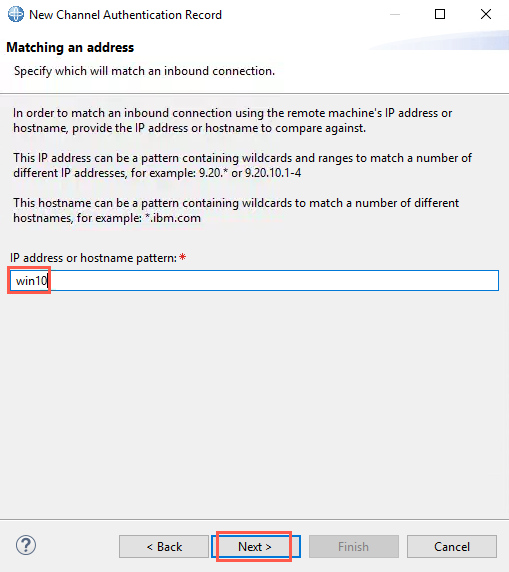 New Channel Authentication Record
Matching an address
Specify which will match an inbound connection.
In order to match an inbound connection using the remote machine's IP address or
hostname, provide the IP address or hostname to compare against.
This IP address can be a pattern containing wildcards and ranges to match a number of
different IP addresses, for example: 9.20.* or 9.20.10.1-4
This hostname can be a pattern containing wildcards to match a number of different
hostnames, for example: *.ibm.com
IP address or hostname pattern:*
win10
?
< Back
Next >
Finish
Cancel